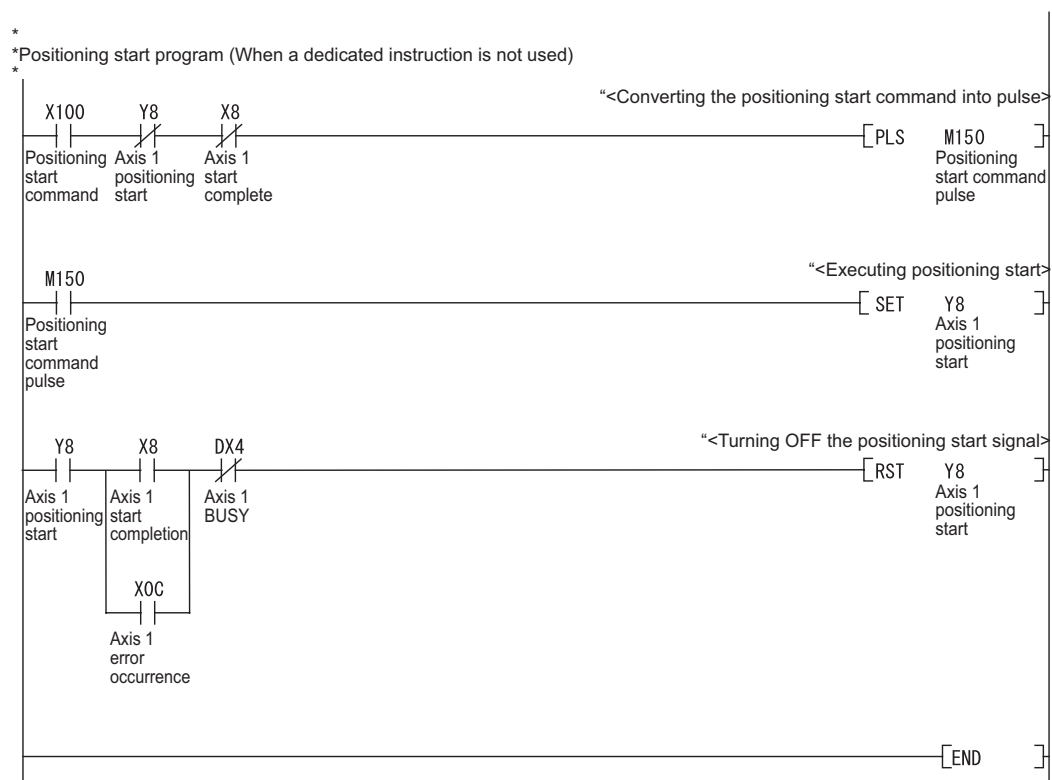 *
*Positioning start program (When a dedicated instruction is not used)
*
“<Converting the positioning start command into pulse>
X100 Y8 X8
PLS M150
Positioning start command
Axis 1 positioning start
Axis 1 start complete
Positioning start command pulse
“<Executing positioning start>
M150
SET Y8
Positioning start command pulse
Axis 1 positioning start
“<Turning OFF the positioning start signal>
Y8 X8 DX4
RST Y8
Axis 1 positioning start
Axis 1 start completion
Axis 1 BUSY
Axis 1 positioning start
X0C
Axis 1 error occurrence
END